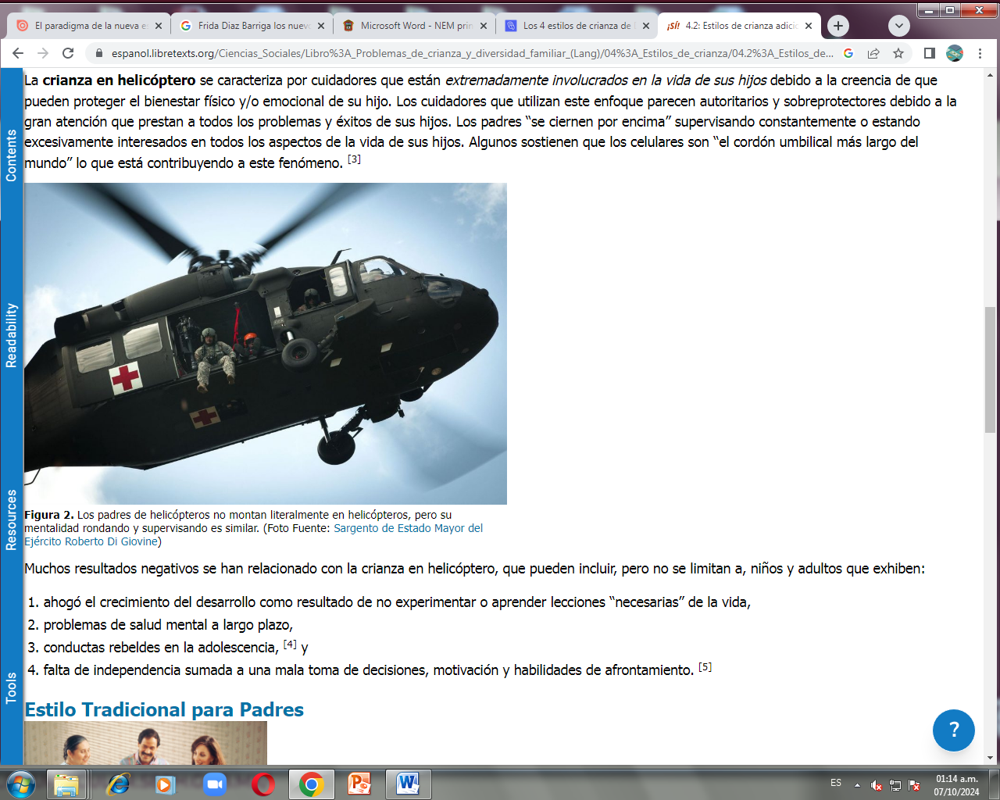 El paradigma de la nueva es
Frida Diaz Barriga los nuevo
Microsoft Word - NEM prin
Los 4 estilos de crianza de
¡SÍ! 4.2: Estilos de crianza adicio
espanol.libretexts.org/Ciencias_Sociales/Libro%3A_Problemas_de_crianza_y_diversidad_familiar_(Lang)/04%3A_Estilos_de_crianza/04.2%3A_Estilos_de...
La crianza en helicóptero se caracteriza por cuidadores que están extremadamente involucrados en la vida de sus hijos debido a la creencia de que
pueden proteger el bienestar físico y/o emocional de su hijo. Los cuidadores que utilizan este enfoque parecen autoritarios y sobreprotectores debido a la
gran atención que prestan a todos los problemas y éxitos de sus hijos. Los padres “se ciernen por encima” supervisando constantemente o estando
excesivamente interesados en todos los aspectos de la vida de sus hijos. Algunos sostienen que los celulares son “el cordón umbilical más largo del
mundo” lo que está contribuyendo a este fenómeno. [3]
Contents
Readability
Resources
Tools
Figura 2. Los padres de helicópteros no montan literalmente en helicópteros, pero su
mentalidad rondando y supervisando es similar. (Foto Fuente: Sargento de Estado Mayor del
Ejército Roberto Di Giovine)
Muchos resultados negativos se han relacionado con la crianza en helicóptero, que pueden incluir, pero no se limitan a, niños y adultos que exhiben:
1. ahogó el crecimiento del desarrollo como resultado de no experimentar o aprender lecciones “necesarias” de la vida,
2. problemas de salud mental a largo plazo,
3. conductas rebeldes en la adolescencia, [4] y
4. falta de independencia sumada a una mala toma de decisiones, motivación y habilidades de afrontamiento. [5]
Estilo Tradicional para Padres
?
ES
01:14 a.m.
07/10/2024